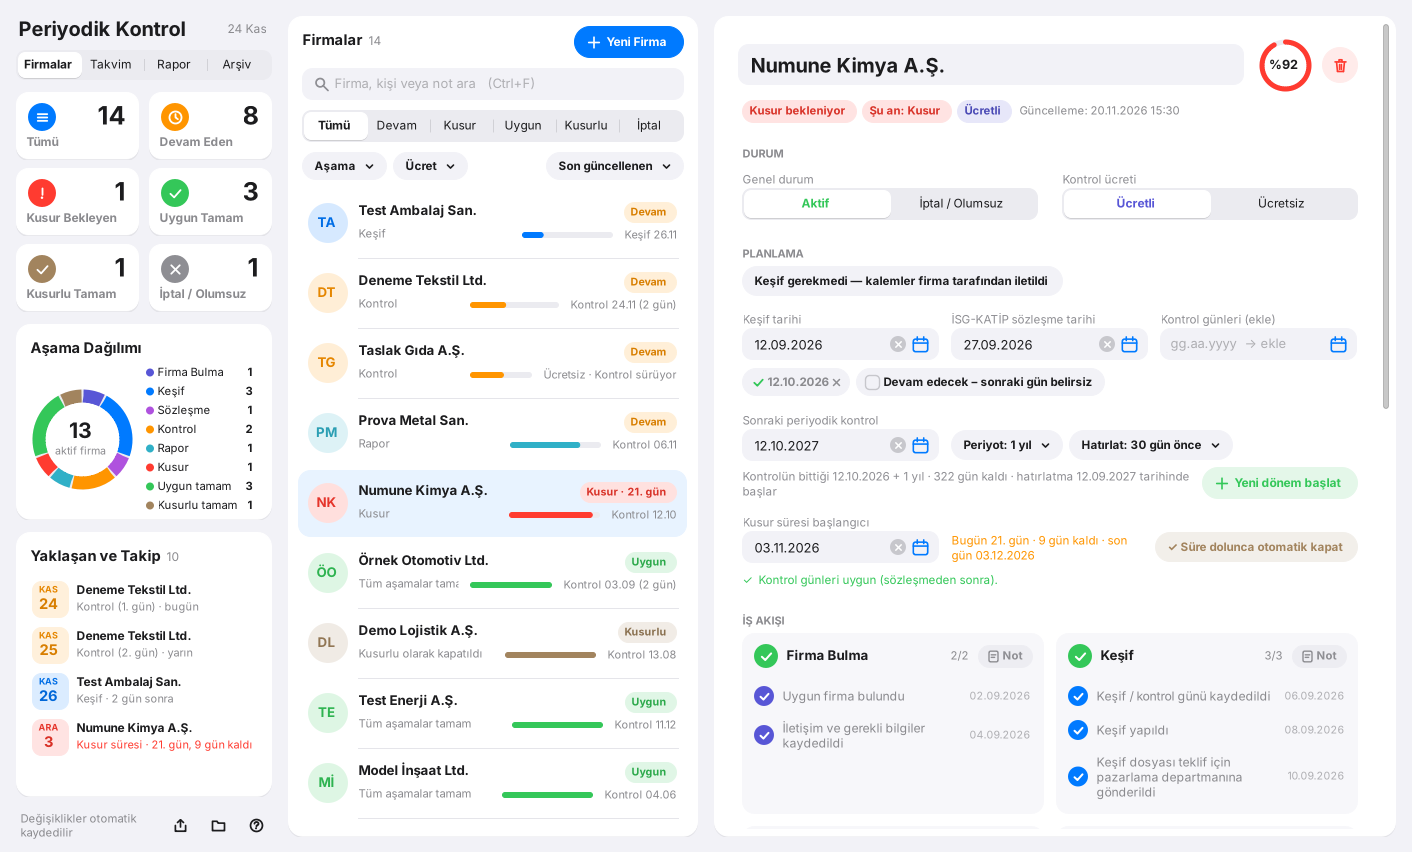 Periyodik Kontrol
24 Kas
Firmalar
Takvim
Rapor
Arşiv
14
Tümü
8
Devam Eden
1
Kusur Bekleyen
3
Uygun Tamam
1
Kusurlu Tamam
1
İptal / Olumsuz
Aşama Dağılımı
13
aktif firma
Firma Bulma 1
Keşif 3
Sözleşme 1
Kontrol 2
Rapor 1
Kusur 1
Uygun tamam 3
Kusurlu tamam 1
Yaklaşan ve Takip 10
KAS
24
Deneme Tekstil Ltd.
Kontrol (1. gün) · bugün
KAS
25
Deneme Tekstil Ltd.
Kontrol (2. gün) · yarın
KAS
26
Test Ambalaj San.
Keşif · 2 gün sonra
ARA
3
Numune Kimya A.Ş.
Kusur süresi · 21. gün, 9 gün kaldı
Değişiklikler otomatik
kaydedilir
Firmalar 14
Yeni Firma
Firma, kişi veya not ara (Ctrl+F)
Tümü
Devam
Kusur
Uygun
Kusurlu
İptal
Aşama
Ücret
Son güncellenen
TA
Test Ambalaj San.
Devam
Keşif
Keşif 26.11
DT
Deneme Tekstil Ltd.
Devam
Kontrol
Kontrol 24.11 (2 gün)
TG
Taslak Gıda A.Ş.
Devam
Kontrol
Ücretsiz · Kontrol sürüyor
PM
Prova Metal San.
Devam
Rapor
Kontrol 06.11
NK
Numune Kimya A.Ş.
Kusur · 21. gün
Kusur
Kontrol 12.10
ÖO
Örnek Otomotiv Ltd.
Uygun
Tüm aşamalar tama
Kontrol 03.09 (2 gün)
DL
Demo Lojistik A.Ş.
Kusurlu
Kusurlu olarak kapatıldı
Kontrol 13.08
TE
Test Enerji A.Ş.
Uygun
Tüm aşamalar tamam
Kontrol 11.12
Mİ
Model İnşaat Ltd.
Uygun
Tüm aşamalar tamam
Kontrol 04.06
Numune Kimya A.Ş.
%92
Kusur bekleniyor
Şu an: Kusur
Ücretli
Güncelleme: 20.11.2026 15:30
DURUM
Genel durum
Aktif
İptal / Olumsuz
Kontrol ücreti
Ücretli
Ücretsiz
PLANLAMA
Keşif gerekmedi — kalemler firma tarafından iletildi
Keşif tarihi
12.09.2026
İSG-KATİP sözleşme tarihi
27.09.2026
Kontrol günleri (ekle)
gg.aa.yyyy → ekle
✓ 12.10.2026 ×
Devam edecek – sonraki gün belirsiz
Sonraki periyodik kontrol
12.10.2027
Periyot: 1 yıl
Hatırlat: 30 gün önce
Kontrolün bittiği 12.10.2026 + 1 yıl · 322 gün kaldı · hatırlatma 12.09.2027 tarihinde
başlar
Yeni dönem başlat
Kusur süresi başlangıcı
03.11.2026
Bugün 21. gün · 9 gün kaldı · son
gün 03.12.2026
✓ Süre dolunca otomatik kapat
✓ Kontrol günleri uygun (sözleşmeden sonra).
İŞ AKIŞI
Firma Bulma
2/2
Not
Uygun firma bulundu
02.09.2026
İletişim ve gerekli bilgiler
kaydedildi
04.09.2026
Keşif
3/3
Not
Keşif / kontrol günü kaydedildi
06.09.2026
Keşif yapıldı
08.09.2026
Keşif dosyası teklif için
pazarlama departmanına
gönderildi
10.09.2026